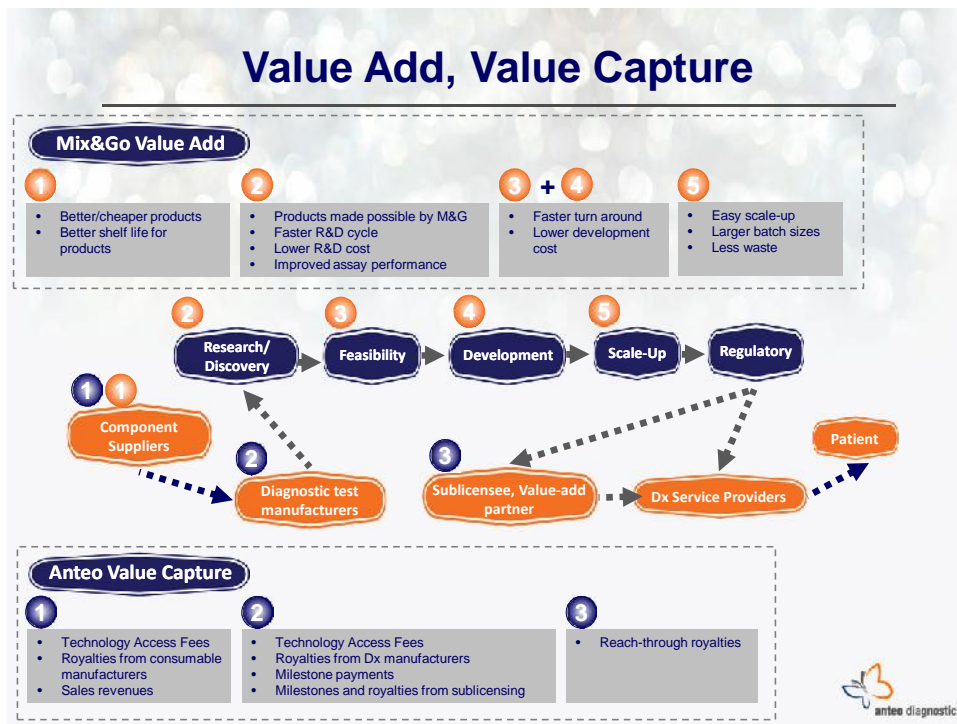 Value Add, Value Capture
Mix&Go Value Add
1
2
3 + 4
5
• Better/cheaper products
• Better shelf life for
products
• Products made possible by M&G
• Faster R&D cycle
• Lower R&D cost
• Improved assay performance
• Faster turn around
• Lower development
cost
• Easy scale-up
• Larger batch sizes
• Less waste
2
3
4
5
Research/
Discovery
Feasibility
Development
Scale-Up
Regulatory
1 1
Component
Suppliers
2
Diagnostic test
manufacturers
3
Sublicensee, Value-add
partner
Dx Service Providers
Patient
Anteo Value Capture
1
2
3
• Technology Access Fees
• Royalties from consumable
manufacturers
• Sales revenues
• Technology Access Fees
• Royalties from Dx manufacturers
• Milestone payments
• Milestones and royalties from sublicensing
• Reach-through royalties
anteo diagnostic